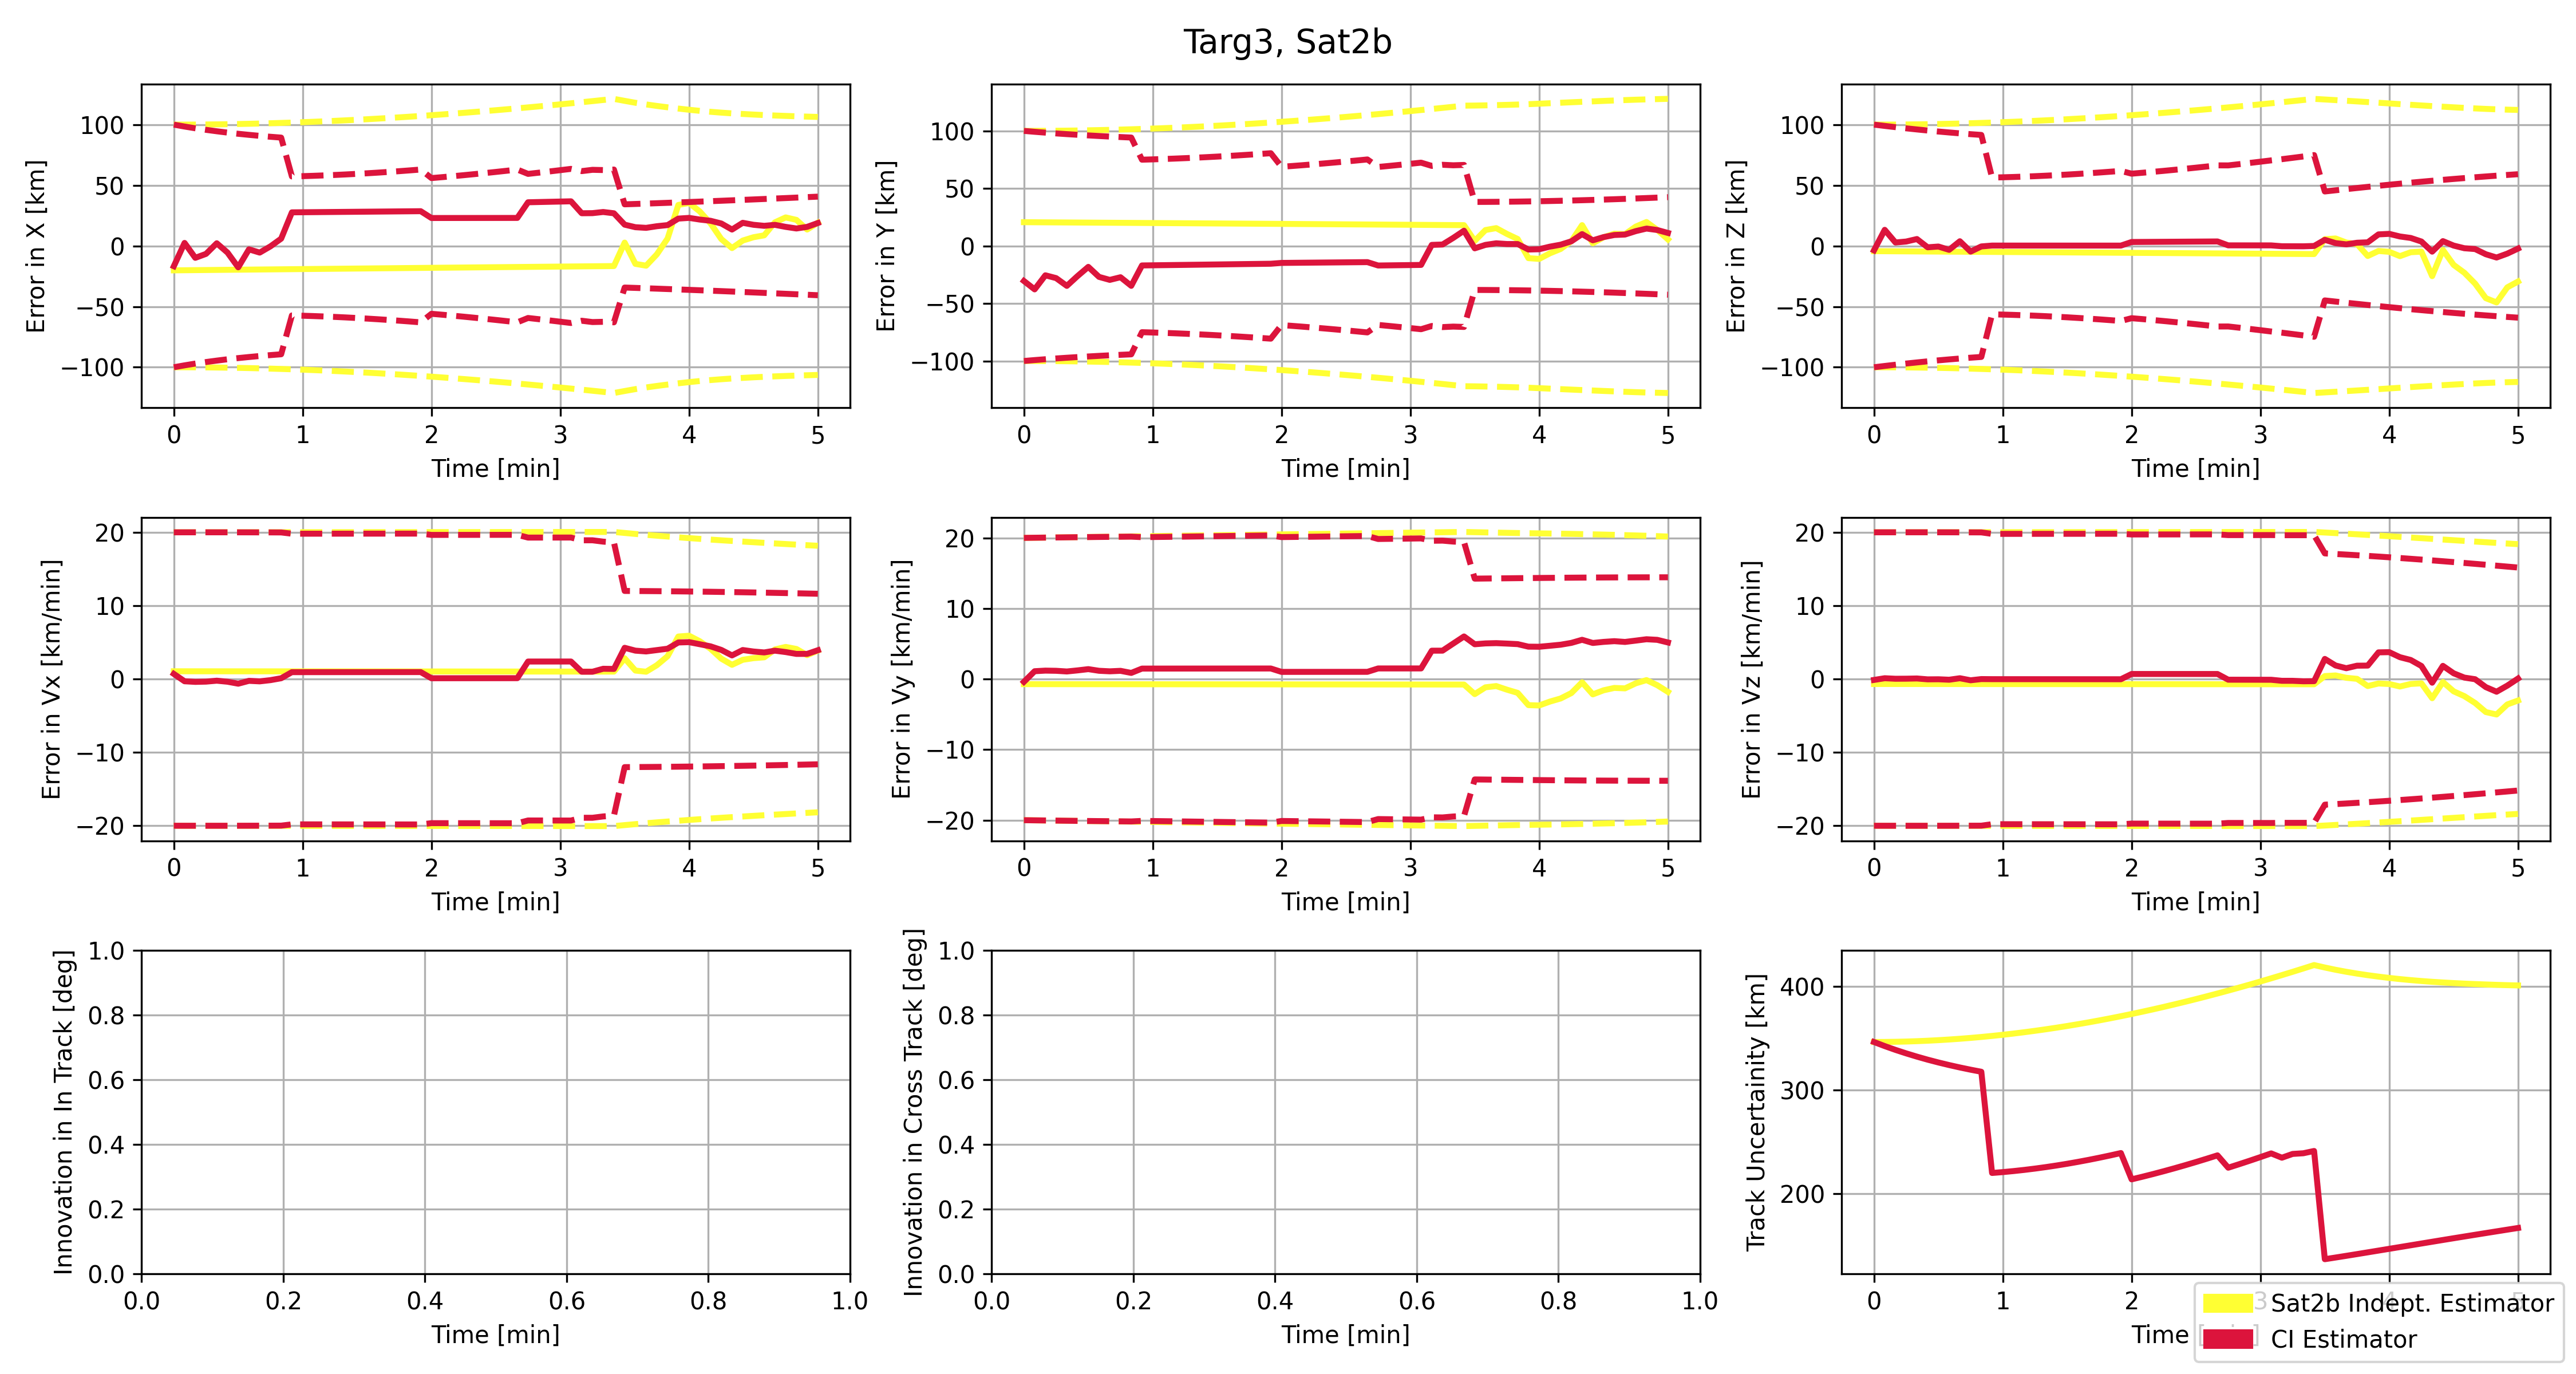 Targ3, Sat2b
Error in X [km]
100
50
0
−50
−100
0 1 2 3 4 5
Time [min]
Error in Y [km]
100
50
0
−50
−100
0 1 2 3 4 5
Time [min]
Error in Z [km]
100
50
0
−50
−100
0 1 2 3 4 5
Time [min]
Error in Vx [km/min]
20
10
0
−10
−20
0 1 2 3 4 5
Time [min]
Error in Vy [km/min]
20
10
0
−10
−20
0 1 2 3 4 5
Time [min]
Error in Vz [km/min]
20
10
0
−10
−20
0 1 2 3 4 5
Time [min]
Innovation in In Track [deg]
1.0
0.8
0.6
0.4
0.2
0.0
0.0 0.2 0.4 0.6 0.8 1.0
Time [min]
Innovation in Cross Track [deg]
1.0
0.8
0.6
0.4
0.2
0.0
0.0 0.2 0.4 0.6 0.8 1.0
Time [min]
Track Uncertainity [km]
400
300
200
0 1 2 3
Time
Sat2b Indept. Estimator
CI Estimator